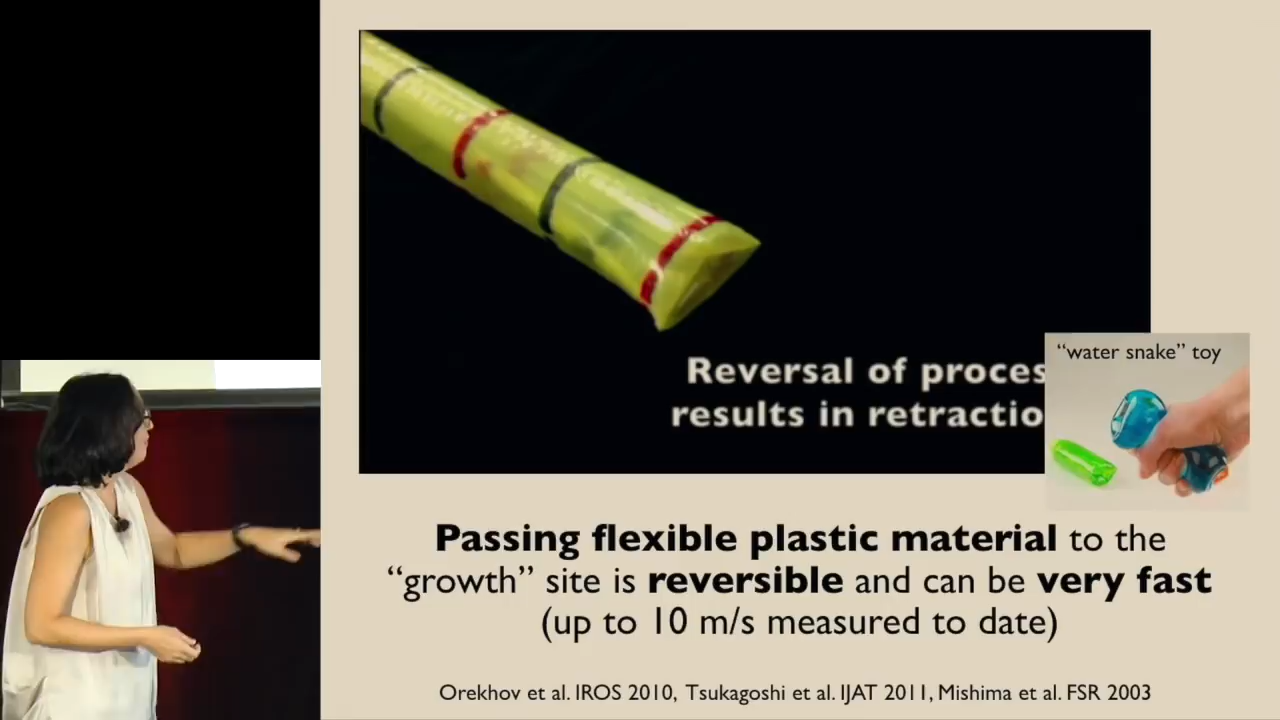 Reversal of proces
results in retractio
“water snake” toy
Passing flexible plastic material to the
“growth” site is reversible and can be very fast
(up to 10 m/s measured to date)
Orekhov et al. IROS 2010, Tsukagoshi et al. IJAT 2011, Mishima et al. FSR 2003